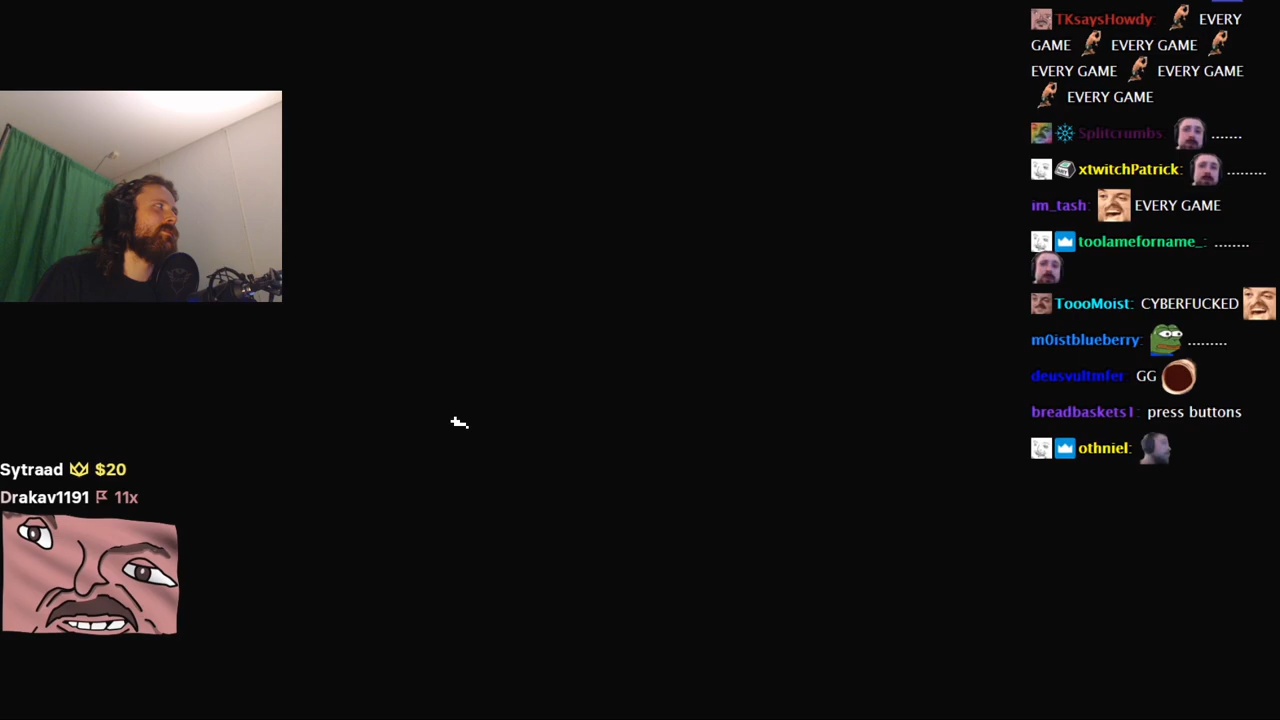 TKsaysHowdy: EVERY
GAME EVERY GAME
EVERY GAME EVERY GAME
EVERY GAME
Splitcrumbs: .......
xtwitchPatrick: .........
im_tash: EVERY GAME
toolameforname_: ........
ToooMoist: CYBERFUCKED
m0istblueberry: .........
deusvultmfer: GG
breadbaskets1: press buttons
othniel:
Sytraad $20
Drakav1191 11x